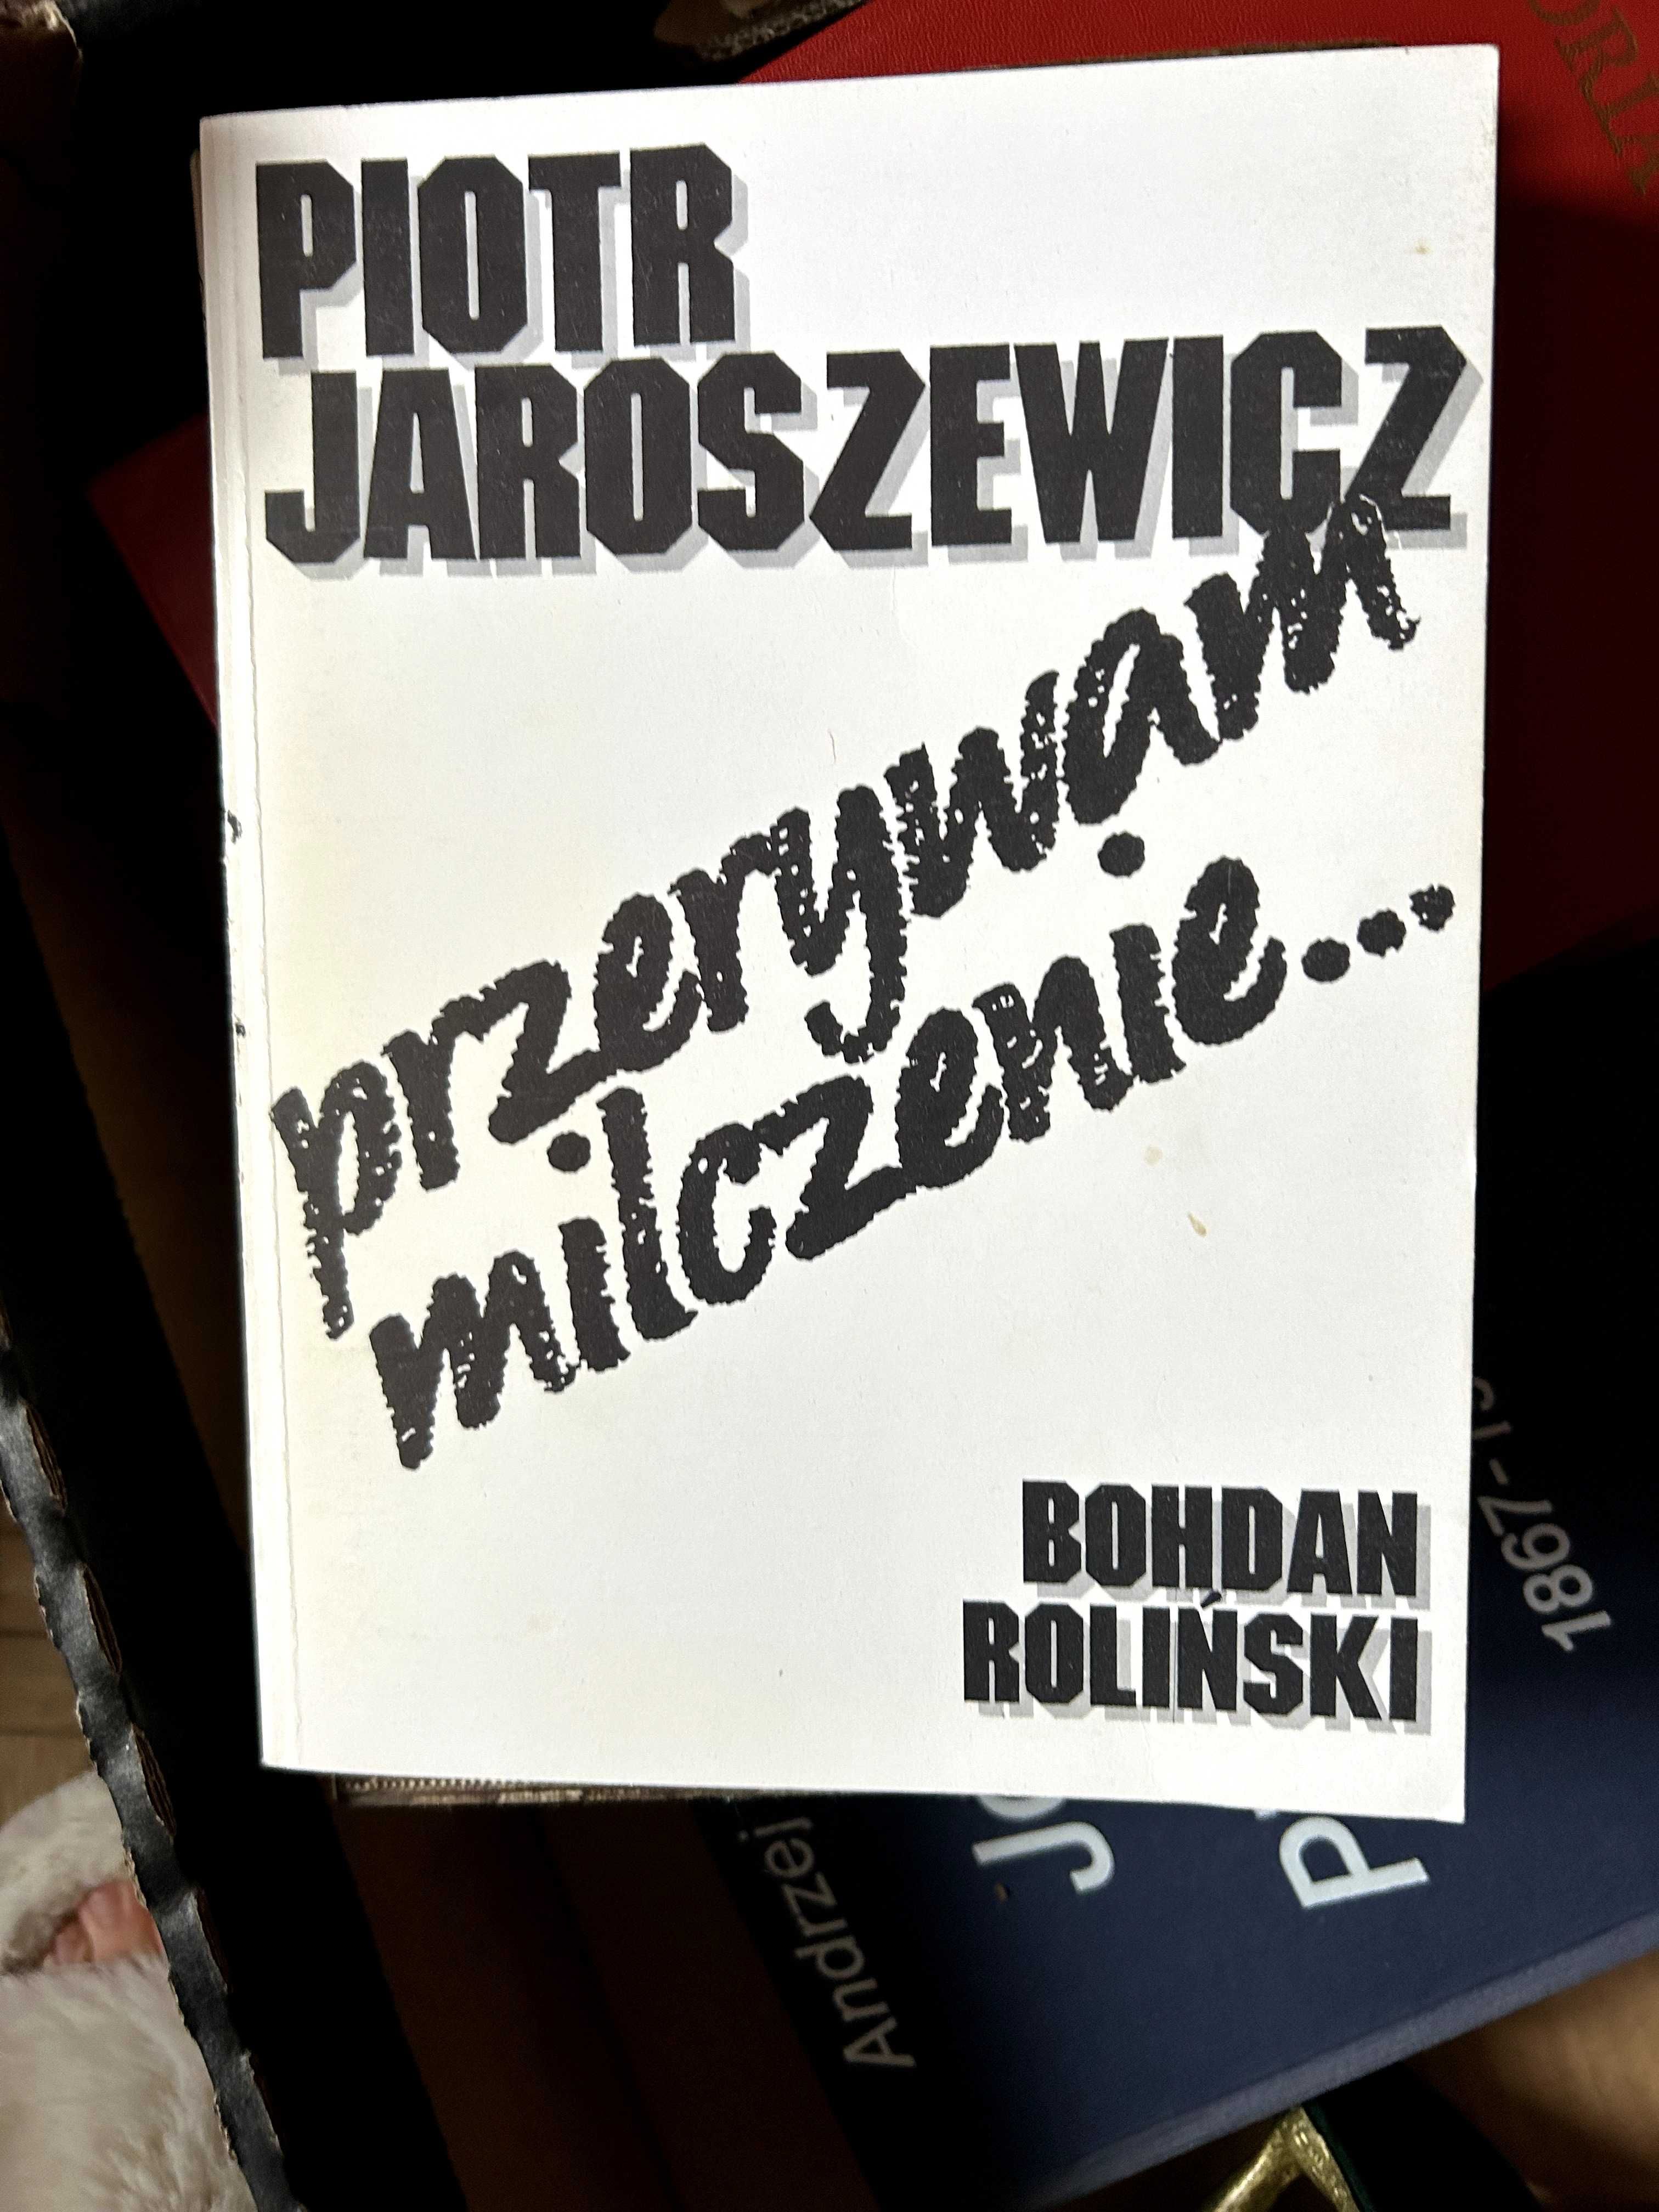 PIOTR
JAROSZEWICZ
przerywam
milczenie...
BOHDAN
ROLIŃSKI
Andrzej